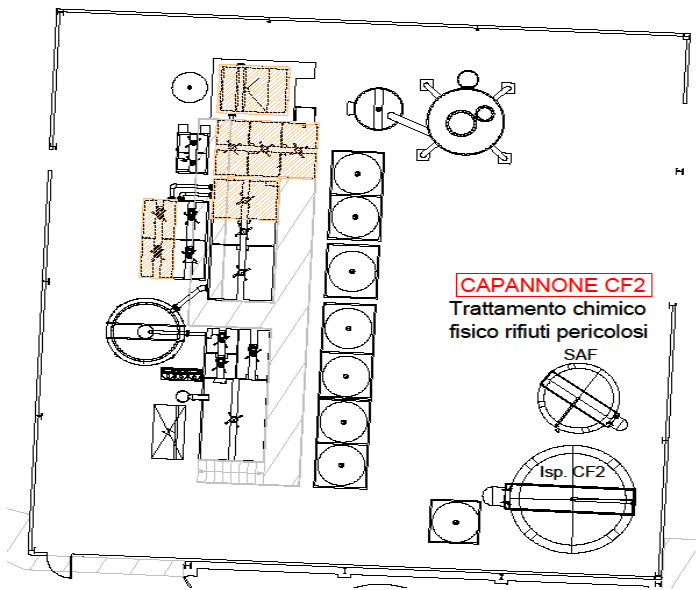 CAPANNONE CF2
Trattamento chimico
fisico rifiuti pericolosi
SAF
Isp. CF2